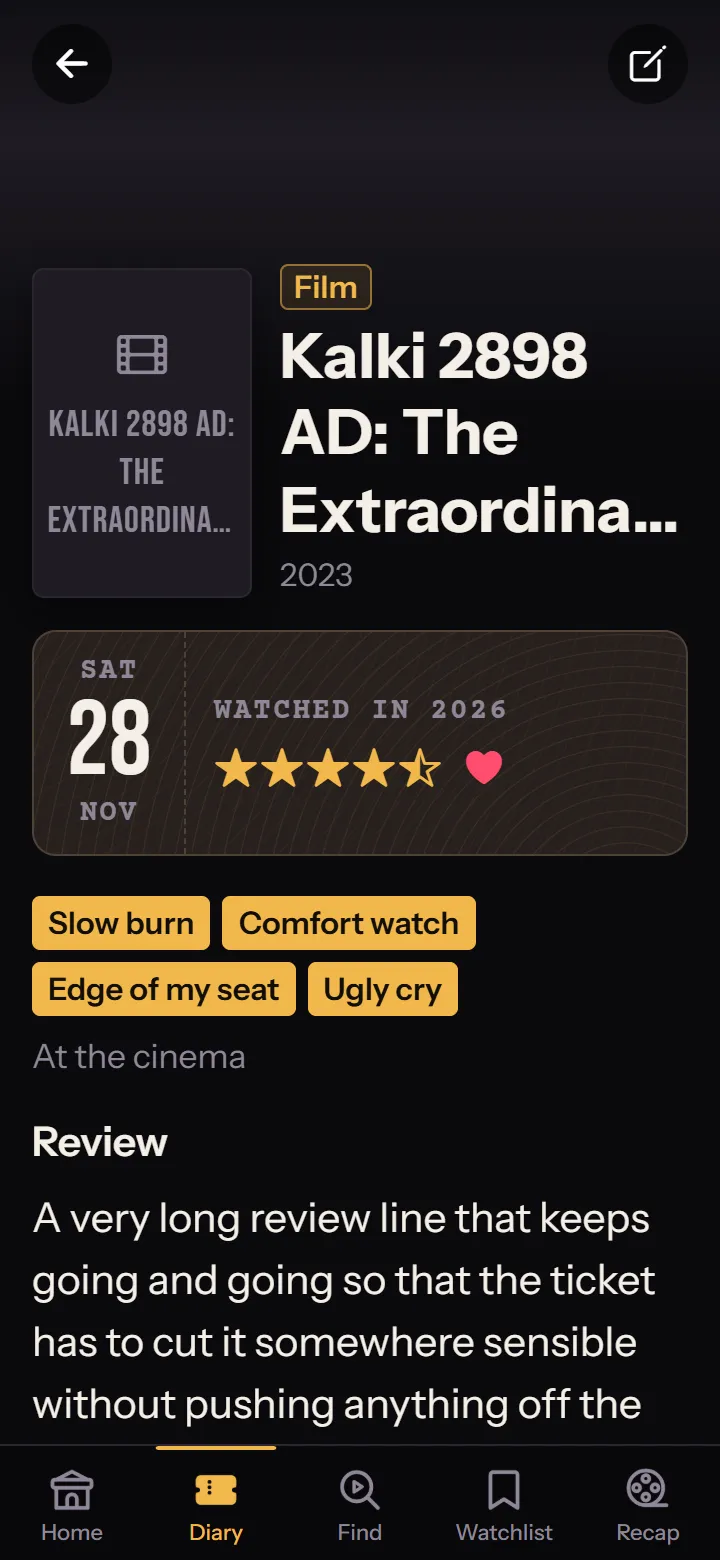 Film
KALKI 2898 AD:
THE
EXTRAORDINA...
Kalki 2898
AD: The
Extraordina...
2023
SAT
28
NOV
WATCHED IN 2026
Slow burn
Comfort watch
Edge of my seat
Ugly cry
At the cinema
Review
A very long review line that keeps
going and going so that the ticket
has to cut it somewhere sensible
without pushing anything off the
Home
Diary
Find
Watchlist
Recap